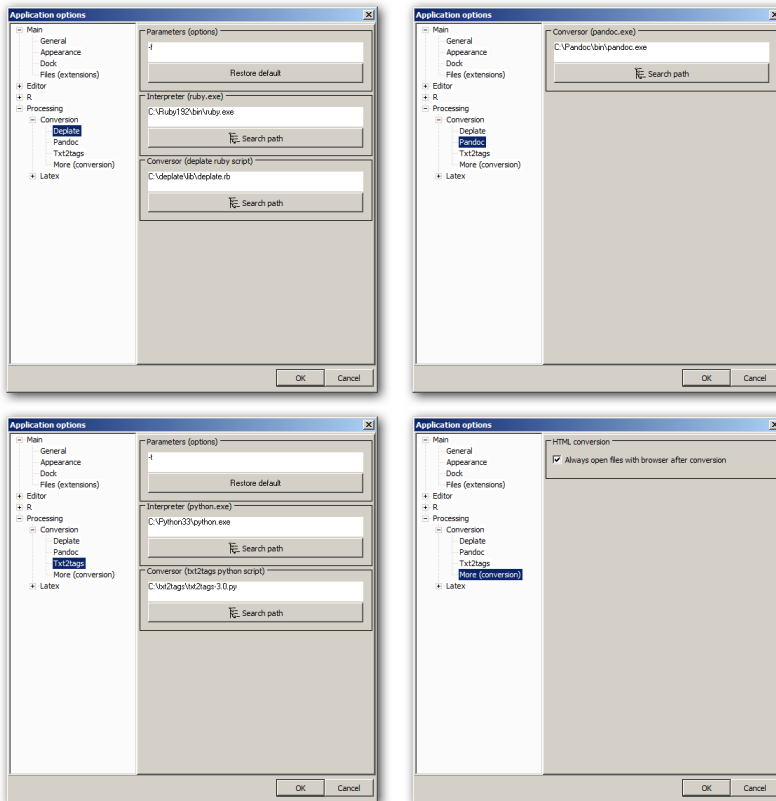 Application options
Main
General
Appearance
Dock
Files (extensions)
Editor
R
Processing
Conversion
Deplate
Pandoc
Txt2tags
More (conversion)
Latex
Parameters (options)
Restore default
Interpreter (ruby.exe)
C:\Ruby192\bin\ruby.exe
Search path
Conversor (deplate ruby script)
C:\deplate\lib\deplate.rb
Search path
OK Cancel
Application options
Main
General
Appearance
Dock
Files (extensions)
Editor
R
Processing
Conversion
Deplate
Pandoc
Txt2tags
More (conversion)
Latex
Conversor (pandoc.exe)
C:\Pandoc\bin\pandoc.exe
Search path
OK Cancel
Application options
Main
General
Appearance
Dock
Files (extensions)
Editor
R
Processing
Conversion
Deplate
Pandoc
Txt2tags
More (conversion)
Latex
Parameters (options)
Restore default
Interpreter (python.exe)
C:\Python33\python.exe
Search path
Conversor (txt2tags python script)
C:\txt2tags\txt2tags-3.0.py
Search path
OK Cancel
Application options
Main
General
Appearance
Dock
Files (extensions)
Editor
R
Processing
Conversion
Deplate
Pandoc
Txt2tags
More (conversion)
Latex
HTML conversion
Always open files with browser after conversion
OK Cancel